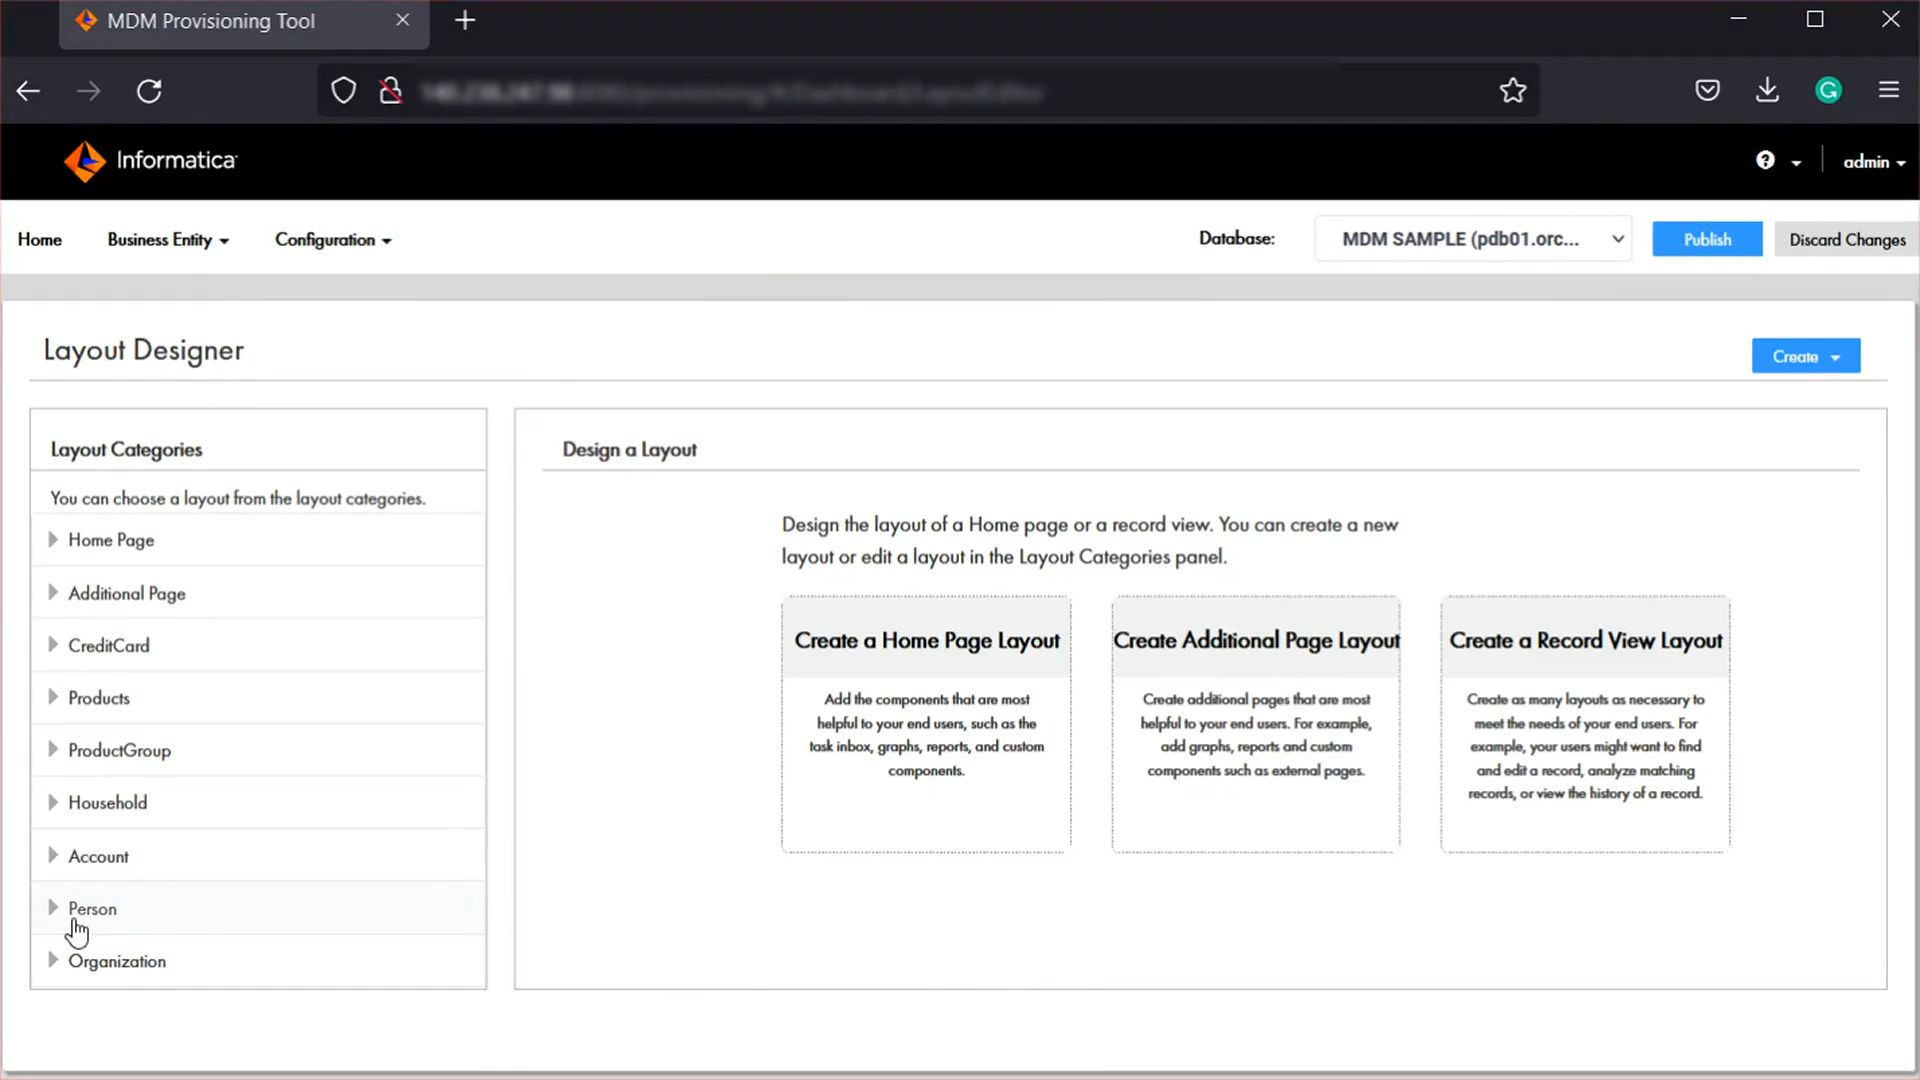 MDM Provisioning Tool
Informatica
admin
Home
Business Entity
Configuration
Database:
MDM SAMPLE (pdb01.orc...
Publish
Discard Changes
Layout Designer
Create
Layout Categories
You can choose a layout from the layout categories.
Home Page
Additional Page
CreditCard
Products
ProductGroup
Household
Account
Person
Organization
Design a Layout
Design the layout of a Home page or a record view. You can create a new
layout or edit a layout in the Layout Categories panel.
Create a Home Page Layout
Add the components that are most
helpful to your end users, such as the
task inbox, graphs, reports, and custom
components.
Create Additional Page Layout
Create additional pages that are most
helpful to your end users. For example,
add graphs, reports and custom
components such as external pages.
Create a Record View Layout
Create as many layouts as necessary to
meet the needs of your end users. For
example, your users might want to find
and edit a record, analyze matching
records, or view the history of a record.